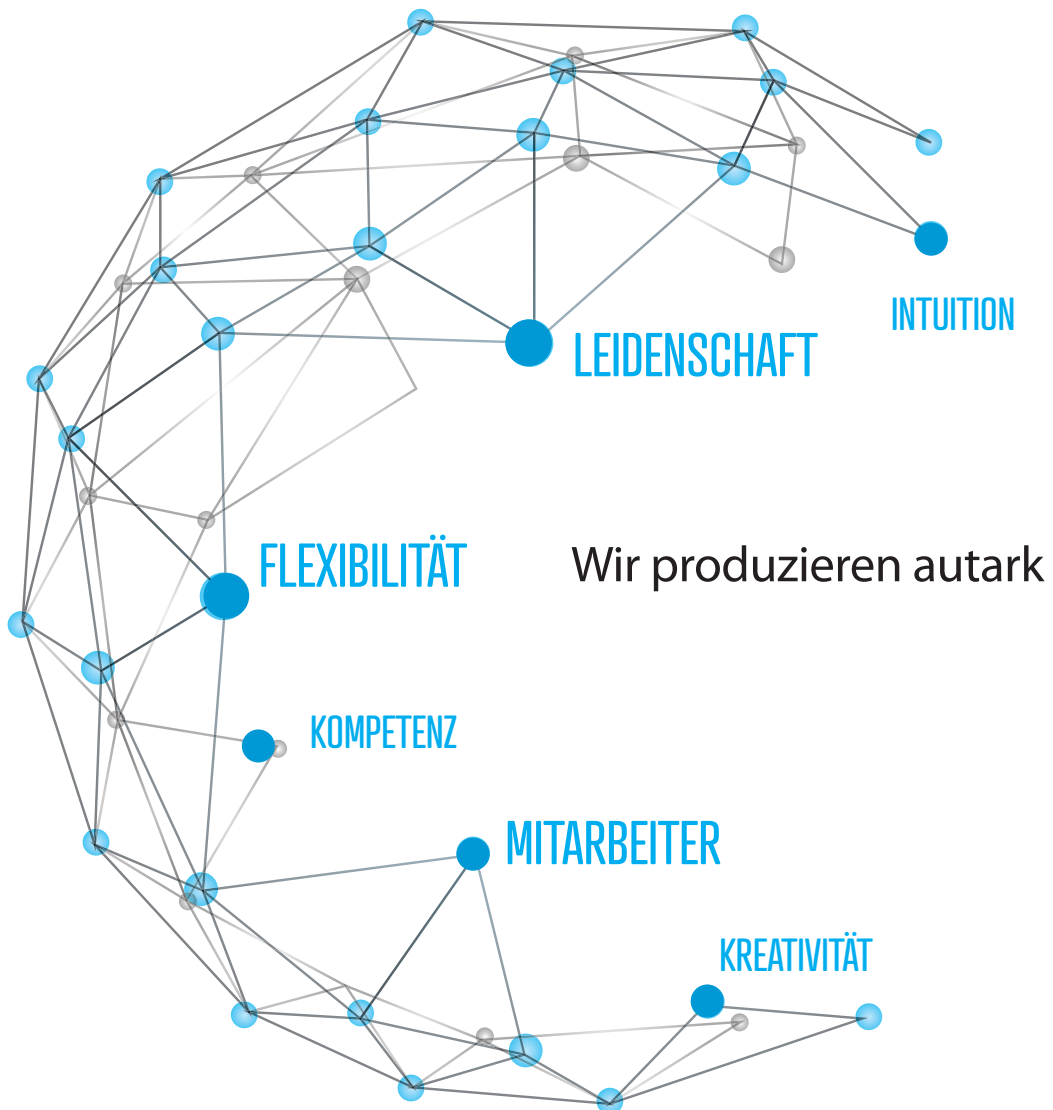 INTUITION
LEIDENSCHAFT
FLEXIBILITÄT
Wir produzieren autark
KOMPETENZ
MITARBEITER
KREATIVITÄT